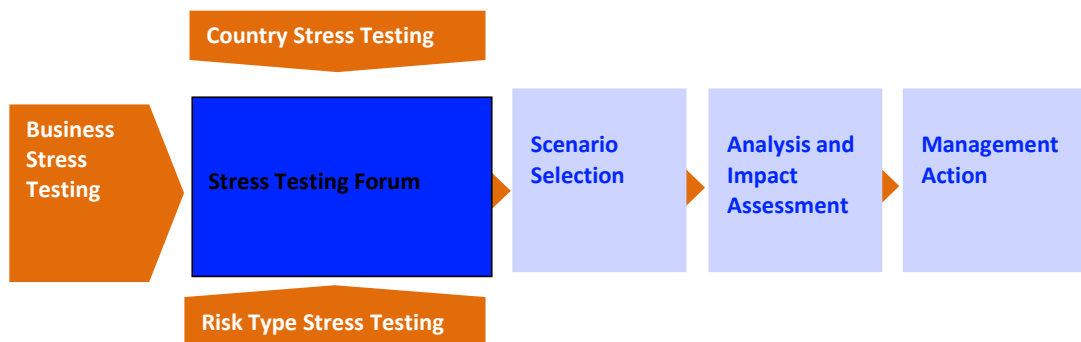 Country Stress Testing
Business
Stress
Testing
Stress Testing Forum
Scenario
Selection
Analysis and
Impact
Assessment
Management
Action
Risk Type Stress Testing